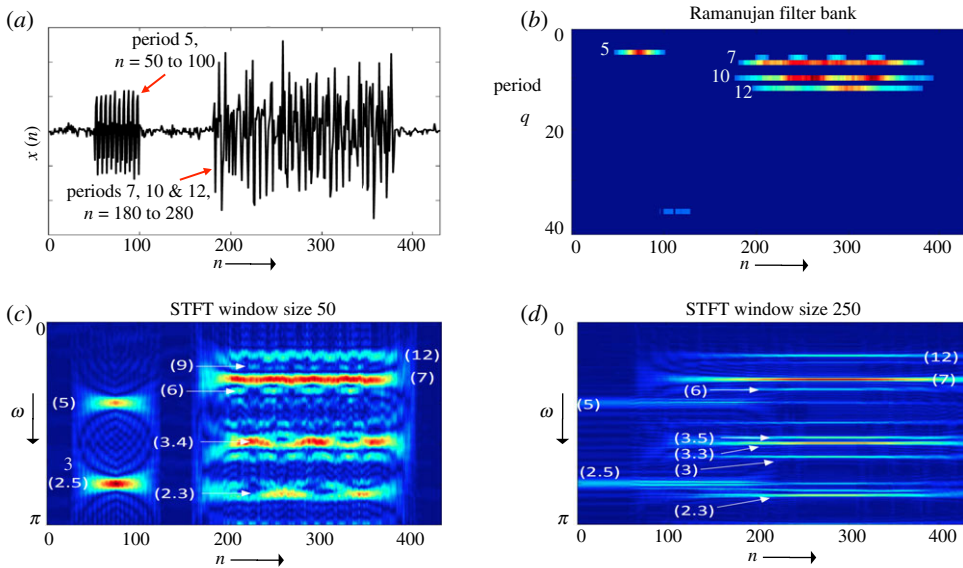 (a)
period 5,
n = 50 to 100
x (n)
periods 7, 10 & 12,
n = 180 to 280
0 100 200 300 400
n
(b)
Ramanujan filter bank
0
20
40
period
q
5
7
10
12
0 100 200 300 400
n
(c)
STFT window size 50
0
ω
π
(9)
(12)
(7)
(6)
(5)
(3.4)
3
(2.5)
(2.3)
0 100 200 300 400
n
(d)
STFT window size 250
0
ω
π
(12)
(7)
(6)
(5)
(3.5)
(3.3)
(3)
(2.5)
(2.3)
0 100 200 300 400
n